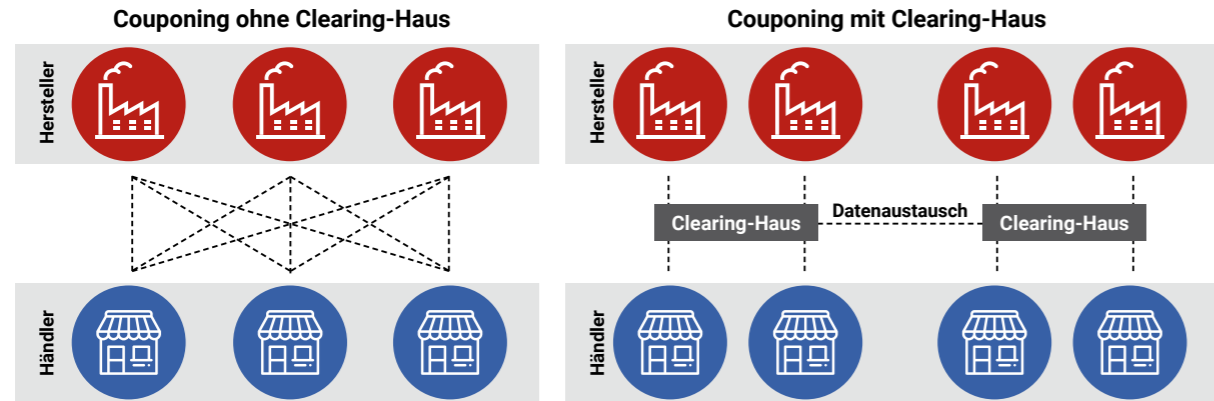 Couponing ohne Clearing-Haus
Hersteller
Händler
Couponing mit Clearing-Haus
Hersteller
Clearing-Haus
Datenaustausch
Clearing-Haus
Händler